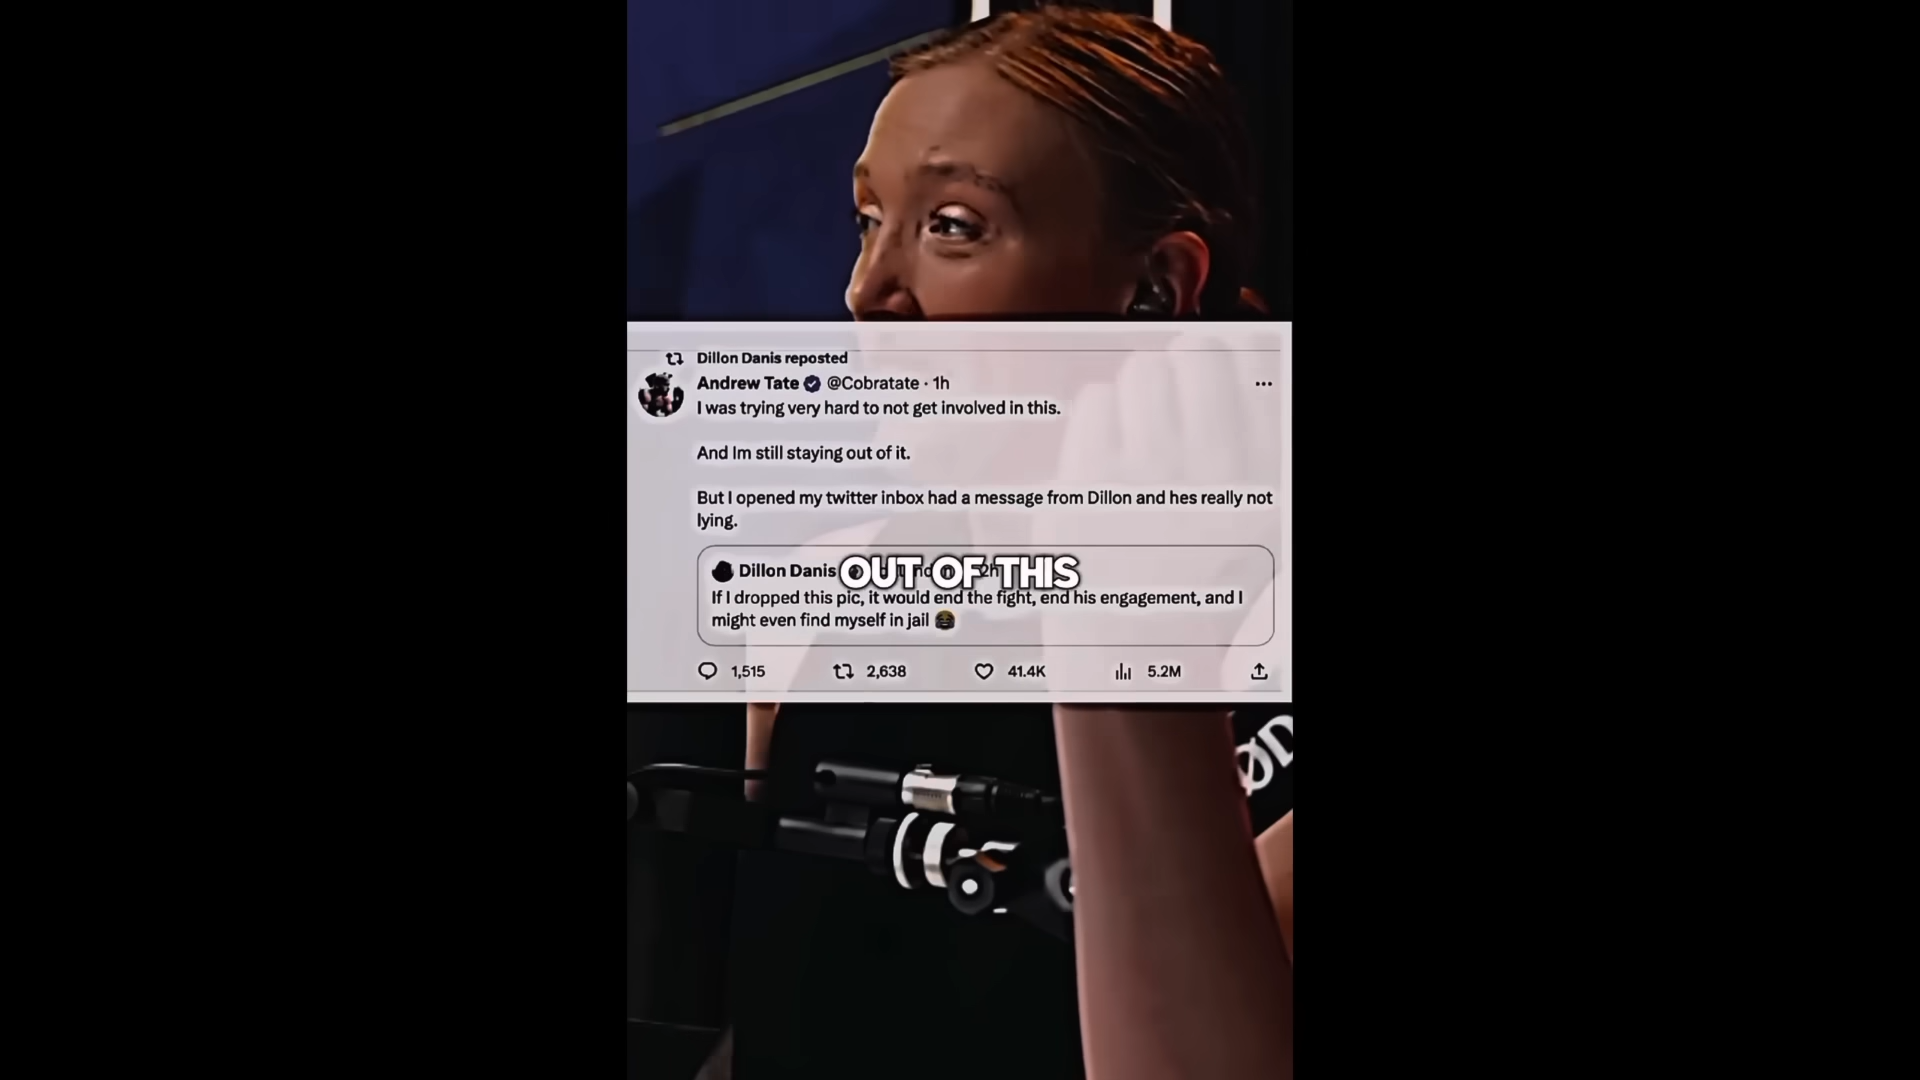 Dillon Danis reposted
Andrew Tate @Cobratate · 1h
I was trying very hard to not get involved in this.
And Im still staying out of it.
But I opened my twitter inbox had a message from Dillon and hes really not
lying.
Dillon Danis
OUT OF THIS
If I dropped this pic, it would end the fight, end his engagement, and I
might even find myself in jail 😂
1,515 2,638 41.4K 5.2M
ØD